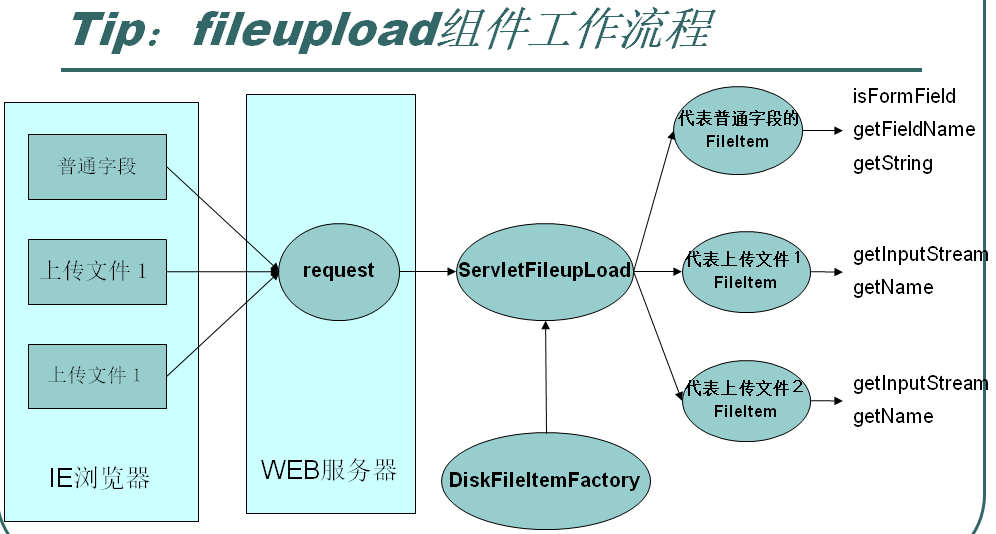 Tip：fileupload组件工作流程
普通字段
上传文件1
上传文件1
IE浏览器
request
WEB服务器
ServletFileupLoad
DiskFileItemFactory
代表普通字段的
FileItem
isFormField
getFieldName
getString
代表上传文件1
FileItem
getInputStream
getName
代表上传文件2
FileItem
getInputStream
getName